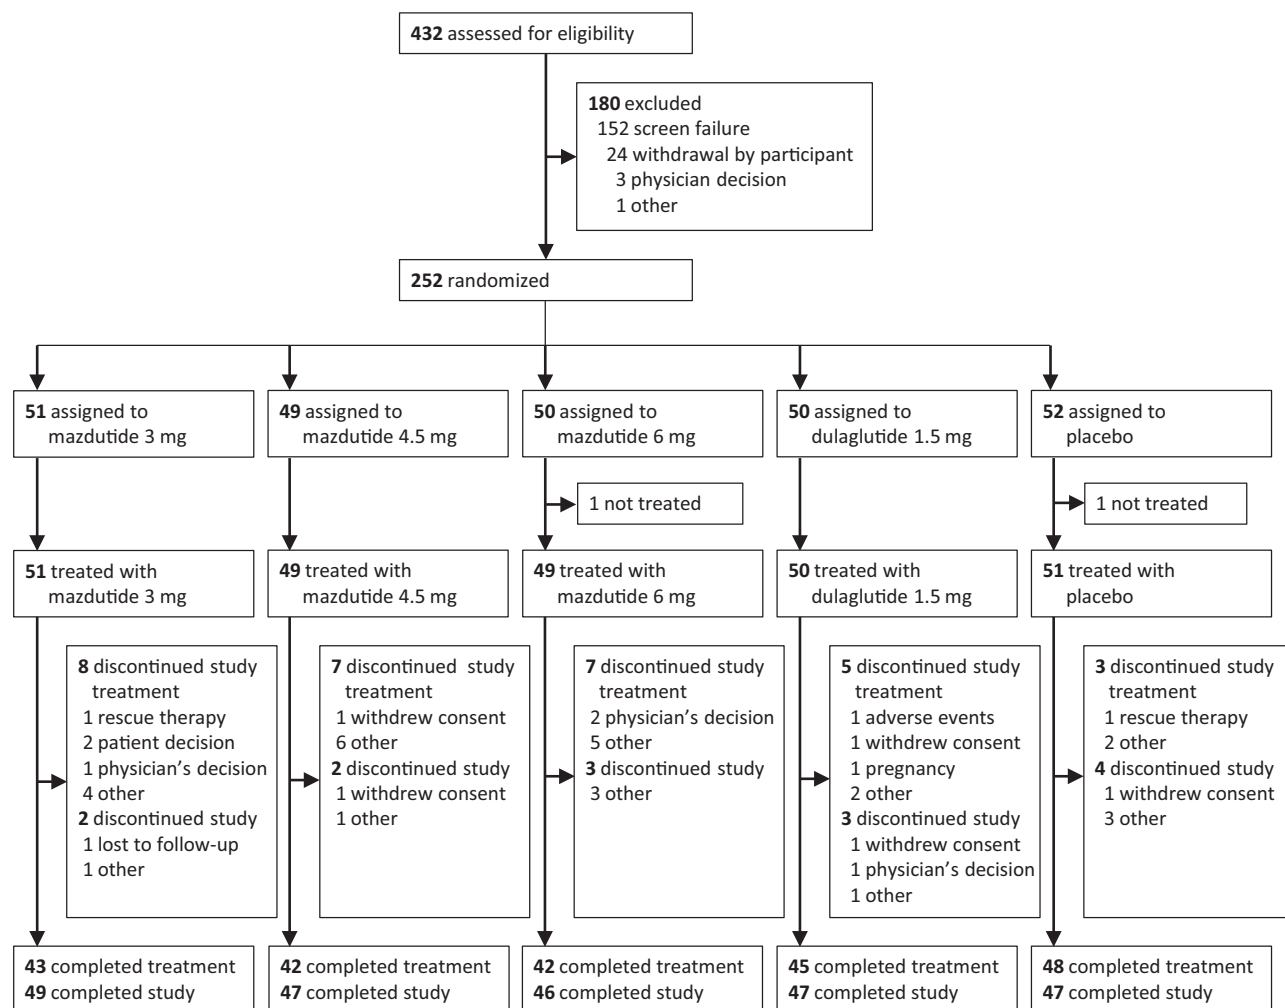 432 assessed for eligibility
180 excluded
152 screen failure
24 withdrawal by participant
3 physician decision
1 other
252 randomized
51 assigned to
mazdutide 3 mg
49 assigned to
mazdutide 4.5 mg
50 assigned to
mazdutide 6 mg
50 assigned to
dulaglutide 1.5 mg
52 assigned to
placebo
1 not treated
1 not treated
51 treated with
mazdutide 3 mg
49 treated with
mazdutide 4.5 mg
49 treated with
mazdutide 6 mg
50 treated with
dulaglutide 1.5 mg
51 treated with
placebo
8 discontinued study
treatment
1 rescue therapy
2 patient decision
1 physician’s decision
4 other
2 discontinued study
1 lost to follow-up
1 other
7 discontinued study
treatment
1 withdrew consent
6 other
2 discontinued study
1 withdrew consent
1 other
7 discontinued study
treatment
2 physician’s decision
5 other
3 discontinued study
3 other
5 discontinued study
treatment
1 adverse events
1 withdrew consent
1 pregnancy
2 other
3 discontinued study
1 withdrew consent
1 physician’s decision
1 other
3 discontinued study
treatment
1 rescue therapy
2 other
4 discontinued study
1 withdrew consent
3 other
43 completed treatment
49 completed study
42 completed treatment
47 completed study
42 completed treatment
46 completed study
45 completed treatment
47 completed study
48 completed treatment
47 completed study